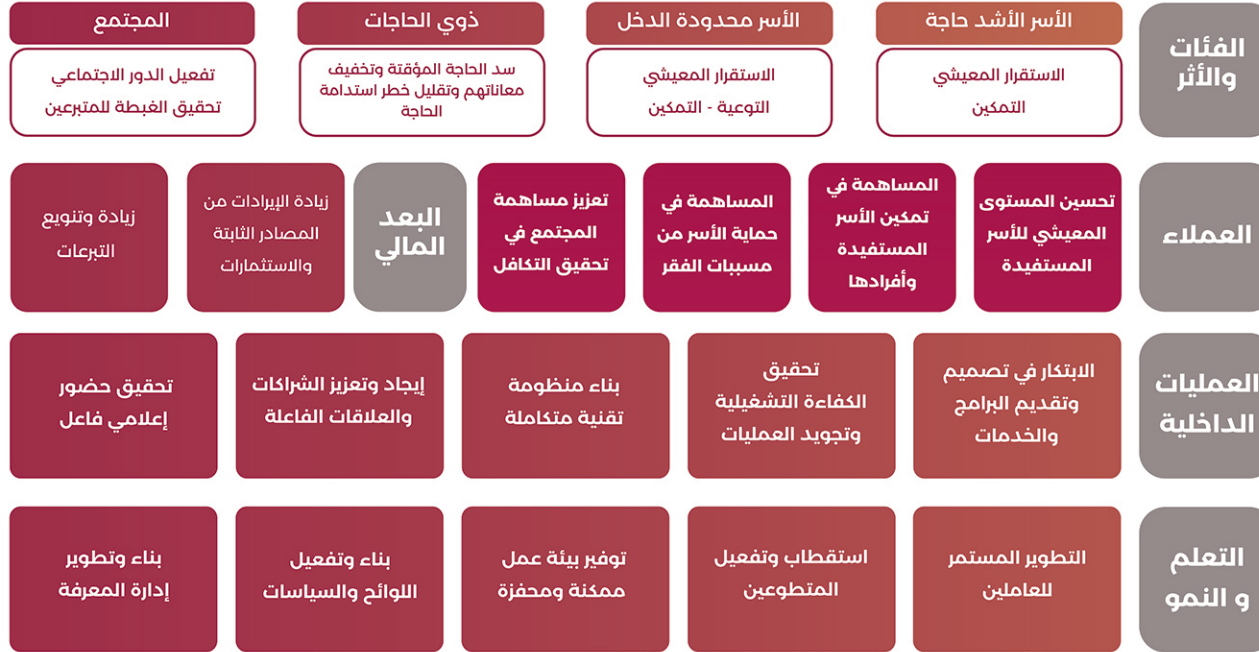 الفئات
والأثر
الأسر الأشد حاجة
الاستقرار المعيشي
التمكين
الأسر محدودة الدخل
الاستقرار المعيشي
التوعية - التمكين
ذوي الحاجات
سد الحاجة المؤقتة وتخفيف
معاناتهم وتقليل خطر استدامة
الحاجة
المجتمع
تفعيل الدور الاجتماعي
تحقيق الغبطة للمتبرعين
العملاء
تحسين المستوى
المعيشي للأسر
المستفيدة
المساهمة في
تمكين الأسر
المستفيدة
وأفرادها
المساهمة في
حماية الأسر من
مسببات الفقر
تعزيز مساهمة
المجتمع في
تحقيق التكافل
البعد
المالي
زيادة الإيرادات من
المصادر الثابتة
والاستثمارات
زيادة وتنويع
التبرعات
العمليات
الداخلية
الابتكار في تصميم
وتقديم البرامج
والخدمات
تحقيق
الكفاءة التشغيلية
وتجويد العمليات
بناء منظومة
تقنية متكاملة
إيجاد وتعزيز الشراكات
والعلاقات الفاعلة
تحقيق حضور
إعلامي فاعل
التعلم
و النمو
التطوير المستمر
للعاملين
استقطاب وتفعيل
المتطوعين
توفير بيئة عمل
ممكنة ومحفزة
بناء وتفعيل
اللوائح والسياسات
بناء وتطوير
إدارة المعرفة